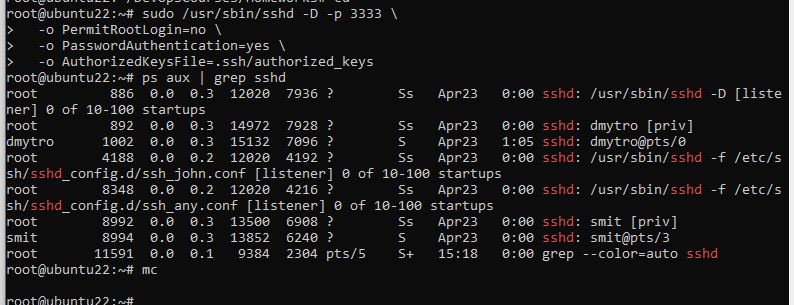 root@ubuntu22:~# sudo /usr/sbin/sshd -D -p 3333 \
>   -o PermitRootLogin=no \
>   -o PasswordAuthentication=yes \
>   -o AuthorizedKeysFile=.ssh/authorized_keys
root@ubuntu22:~# ps aux | grep sshd
root         886  0.0  0.3  12020  7936 ?        Ss   Apr23   0:00 sshd: /usr/sbin/sshd -D [liste
ner] 0 of 10-100 startups
root         892  0.0  0.3  14972  7928 ?        Ss   Apr23   0:00 sshd: dmytro [priv]
dmytro      1002  0.0  0.3  15132  7096 ?        S    Apr23   1:05 sshd: dmytro@pts/0
root        4188  0.0  0.2  12020  4192 ?        Ss   Apr23   0:00 sshd: /usr/sbin/sshd -f /etc/s
sh/sshd_config.d/ssh_john.conf [listener] 0 of 10-100 startups
root        8348  0.0  0.2  12020  4216 ?        Ss   Apr23   0:00 sshd: /usr/sbin/sshd -f /etc/s
sh/sshd_config.d/ssh_any.conf [listener] 0 of 10-100 startups
root        8992  0.0  0.3  13500  6908 ?        Ss   Apr23   0:00 sshd: smit [priv]
smit        8994  0.0  0.3  13852  6240 ?        S    Apr23   0:00 sshd: smit@pts/3
root       11591  0.0  0.1   9384  2304 pts/5    S+   15:18   0:00 grep --color=auto sshd
root@ubuntu22:~# mc
root@ubuntu22:~#